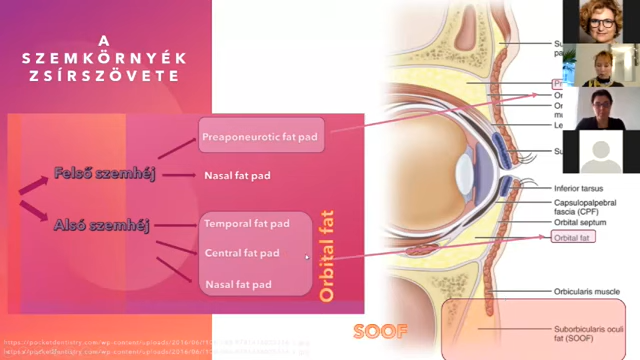 A
SZEMKÖRNYÉK
ZSÍRSZÖVETE
Felső szemhéj
Alsó szemhéj
Preaponeurotic fat pad
Nasal fat pad
Temporal fat pad
Central fat pad
Nasal fat pad
Orbital fat
SOOF
Inferior tarsus
Capsulopalpebral
fascia (CPF)
Orbital septum
Orbital fat
Orbicularis muscle
Suborbicularis oculi
fat (SOOF)